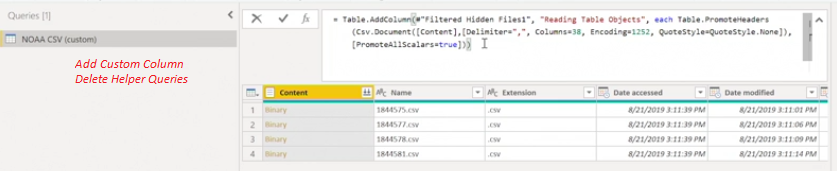 Queries [1]
NOAA CSV (custom)
Add Custom Column
Delete Helper Queries
= Table.AddColumn(#"Filtered Hidden Files1", "Reading Table Objects", each Table.PromoteHeaders
(Csv.Document([Content],[Delimiter=",", Columns=38, Encoding=1252, QuoteStyle=QuoteStyle.None]),
[PromoteAllScalars=true]))
Content Name Extension Date accessed Date modified
1 Binary 1844575.csv .csv 8/21/2019 3:11:39 PM 8/21/2019 3:11:01 PM
2 Binary 1844577.csv .csv 8/21/2019 3:11:39 PM 8/21/2019 3:11:06 PM
3 Binary 1844578.csv .csv 8/21/2019 3:11:39 PM 8/21/2019 3:11:09 PM
4 Binary 1844581.csv .csv 8/21/2019 3:11:39 PM 8/21/2019 3:11:14 PM